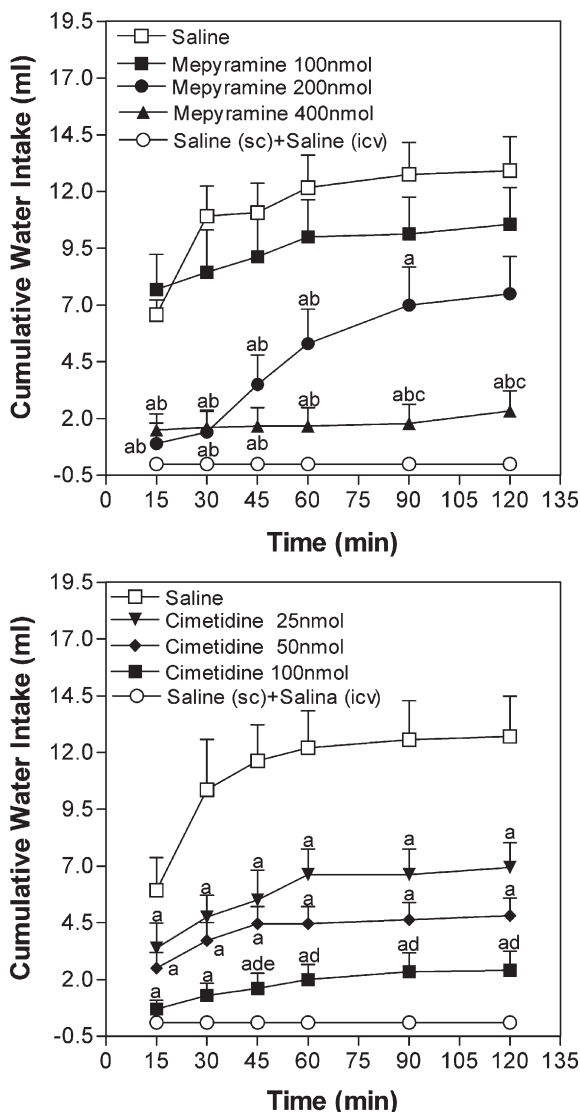 19.5
17.0
14.5
12.0
9.5
7.0
4.5
2.0
-0.5
Cumulative Water Intake (ml)
Saline
Mepyramine 100nmol
Mepyramine 200nmol
Mepyramine 400nmol
Saline (sc)+Saline (icv)
a
ab
ab
ab ab ab abc abc
ab ab ab
0 15 30 45 60 75 90 105 120 135
Time (min)
19.5
17.0
14.5
12.0
9.5
7.0
4.5
2.0
-0.5
Cumulative Water Intake (ml)
Saline
Cimetidine 25nmol
Cimetidine 50nmol
Cimetidine 100nmol
Saline (sc)+Salina (icv)
a a a a a a
a a a a a a
a a ade ad ad ad
0 15 30 45 60 75 90 105 120 135
Time (min)